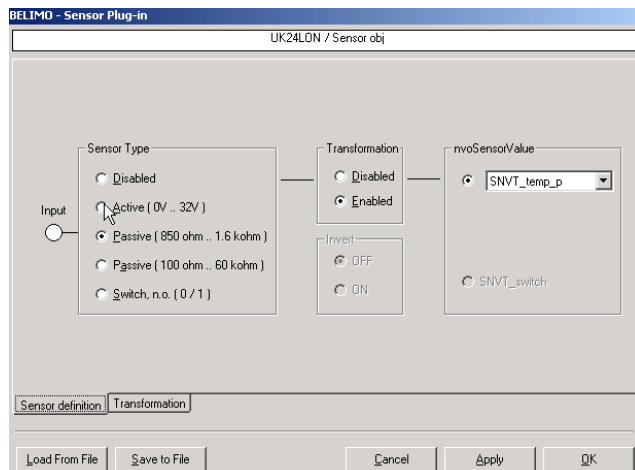 BELIMO - Sensor Plug-in
UK24LON / Sensor obj
Sensor Type
Disabled
Active ( 0V .. 32V )
Passive ( 850 ohm .. 1.6 kohm )
Passive ( 100 ohm .. 60 kohm )
Switch, n.o. ( 0 / 1 )
Input
Transformation
Disabled
Enabled
Invert
OFF
ON
nvoSensorValue
SNVT_temp_p
SNVT_switch
Sensor definition
Transformation
Load From File
Save to File
Cancel
Apply
OK